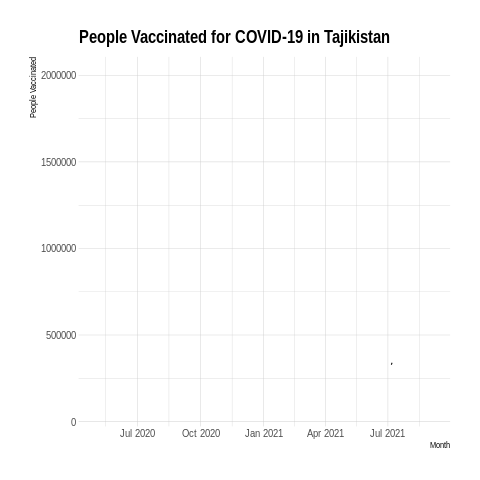 People Vaccinated for COVID-19 in Tajikistan
People Vaccinated
2000000
1500000
1000000
500000
0
Jul 2020 Oct 2020 Jan 2021 Apr 2021 Jul 2021
Month